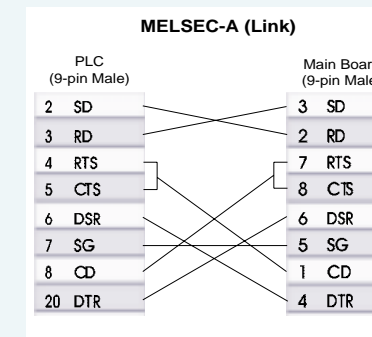 MELSEC-A (Link)
PLC
(9-pin Male)
Main Boar
(9-pin Male
2 SD 3 SD
3 RD 2 RD
4 RTS 7 RTS
5 CTS 8 CTS
6 DSR 6 DSR
7 SG 5 SG
8 CD 1 CD
20 DTR 4 DTR